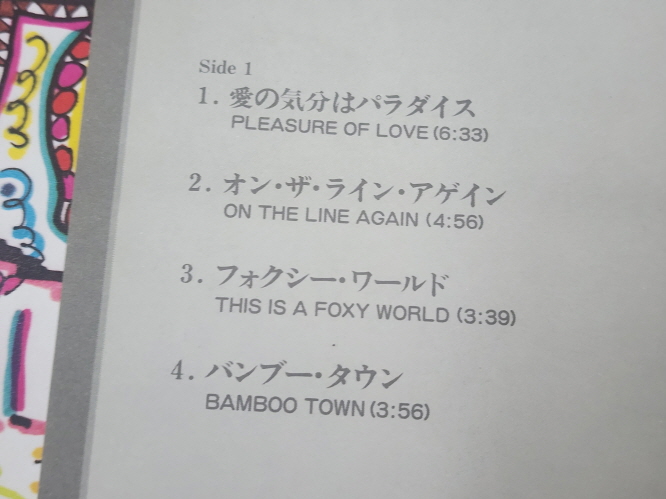 Side 1
1. 愛の気分はパラダイス
PLEASURE OF LOVE (6:33)
2. オン・ザ・ライン・アゲイン
ON THE LINE AGAIN (4:56)
3. フォクシー・ワールド
THIS IS A FOXY WORLD (3:39)
4. バンブー・タウン
BAMBOO TOWN (3:56)